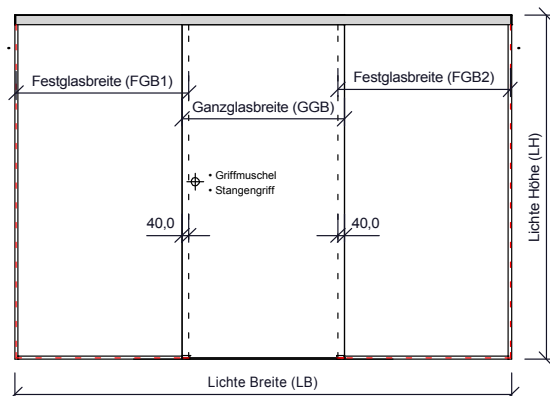 Festglasbreite (FGB1)
Festglasbreite (FGB2)
Ganzglasbreite (GGB)
• Griffmuschel
• Stangengriff
40,0
40,0
Lichte Höhe (LH)
Lichte Breite (LB)